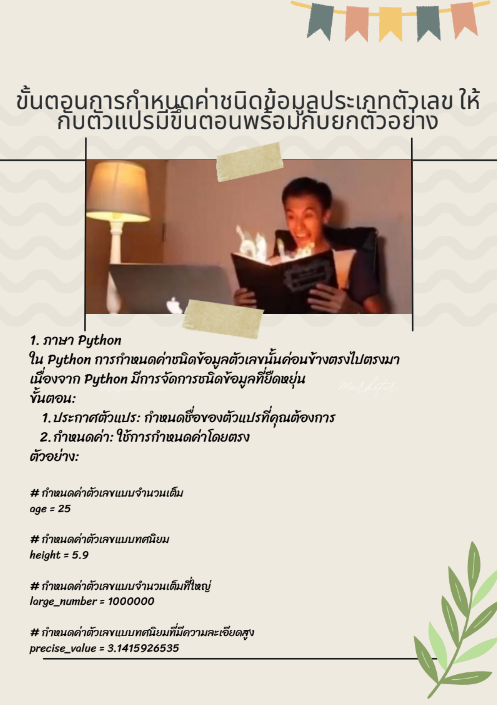 ขั้นตอนการกำหนดค่าชนิดข้อมูลประเภทตัวเลข ให้
กับตัวแปรมีขึ้นตอนพร้อมกับยกตัวอย่าง
1. ภาษา Python
ใน Python การกำหนดค่าชนิดข้อมูลตัวเลขนั้นค่อนข้างตรงไปตรงมา
เนื่องจาก Python มีการจัดการชนิดข้อมูลที่ยืดหยุ่น
ขั้นตอน:
1. ประกาศตัวแปร: กำหนดชื่อของตัวแปรที่คุณต้องการ
2. กำหนดค่า: ใช้การกำหนดค่าโดยตรง
ตัวอย่าง:
# กำหนดค่าตัวเลขแบบจำนวนเต็ม
age = 25
# กำหนดค่าตัวเลขแบบทศนิยม
height = 5.9
# กำหนดค่าตัวเลขแบบจำนวนเต็มที่ใหญ่
large_number = 1000000
# กำหนดค่าตัวเลขแบบทศนิยมที่มีความละเอียดสูง
precise_value = 3.1415926535